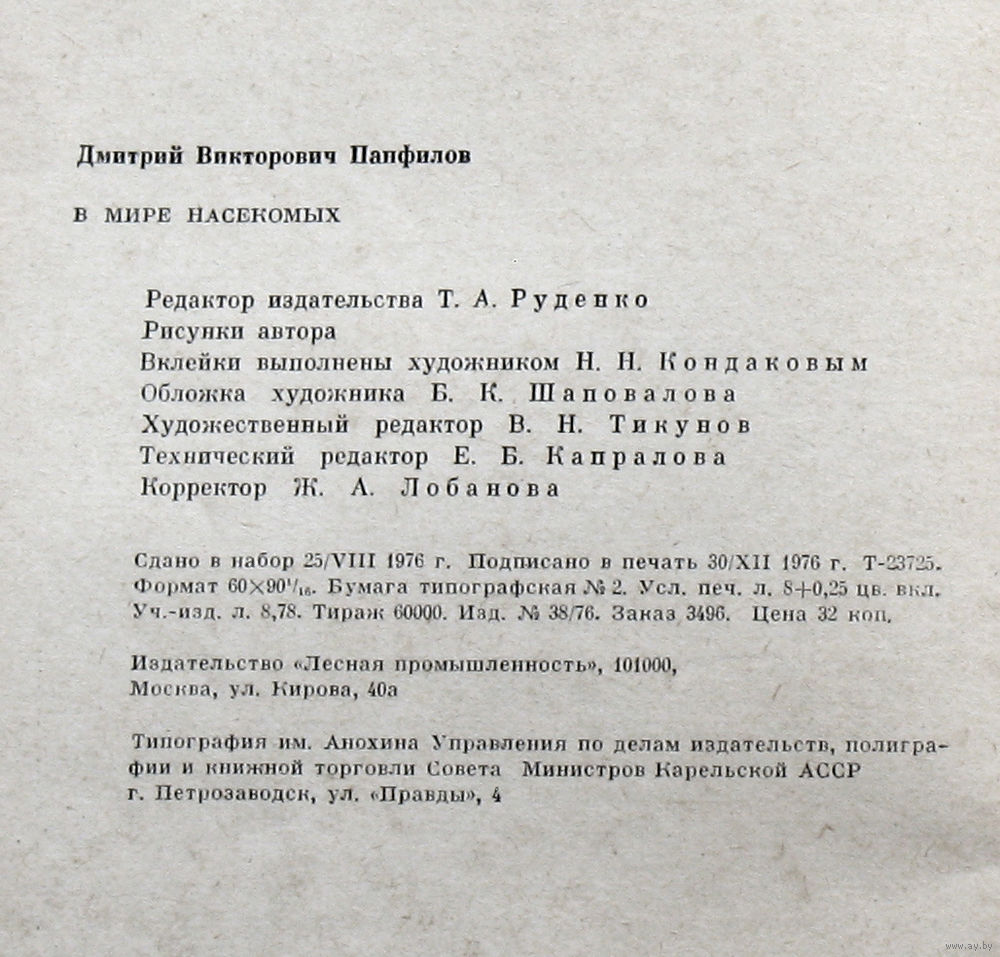 Дмитрий Викторович Панфилов
В МИРЕ НАСЕКОМЫХ
Редактор издательства Т. А. Руденко
Рисунки автора
Вклейки выполнены художником Н. Н. Кондаковым
Обложка художника Б. К. Шаповалова
Художественный редактор В. Н. Тикунов
Технический редактор Е. Б. Капралова
Корректор Ж. А. Лобанова
Сдано в набор 25/VIII 1976 г. Подписано в печать 30/XII 1976 г. Т-23725.
Формат 60×90¹/₁₆. Бумага типографская № 2. Усл. печ. л. 8+0,25 цв. вкл.
Уч.-изд. л. 8,78. Тираж 60000. Изд. № 38/76. Заказ 3496. Цена 32 коп.
Издательство «Лесная промышленность», 101000,
Москва, ул. Кирова, 40а
Типография им. Анохина Управления по делам издательств, полигра-
фии и книжной торговли Совета Министров Карельской АССР
г. Петрозаводск, ул. «Правды», 4
www.ay.by